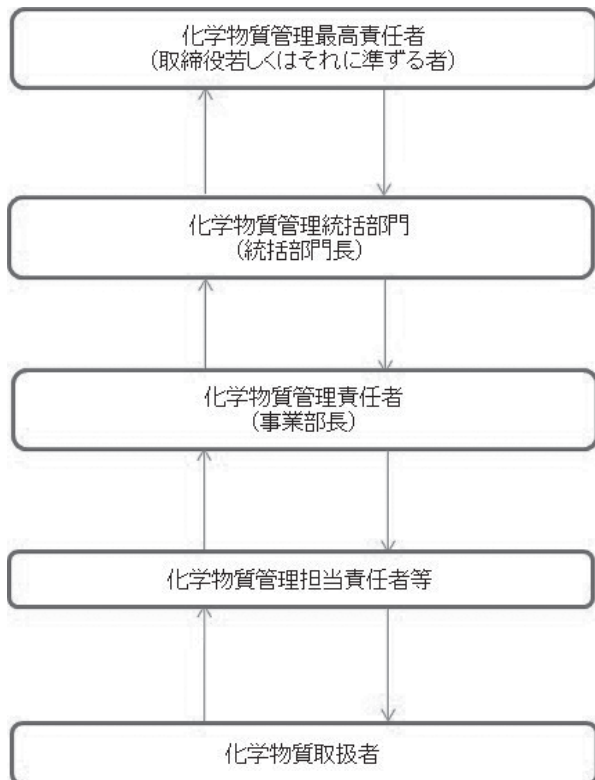 化学物質管理最高責任者
(取締役若しくはそれに準ずる者)
化学物質管理統括部門
(統括部門長)
化学物質管理責任者
(事業部長)
化学物質管理担当責任者等
化学物質取扱者